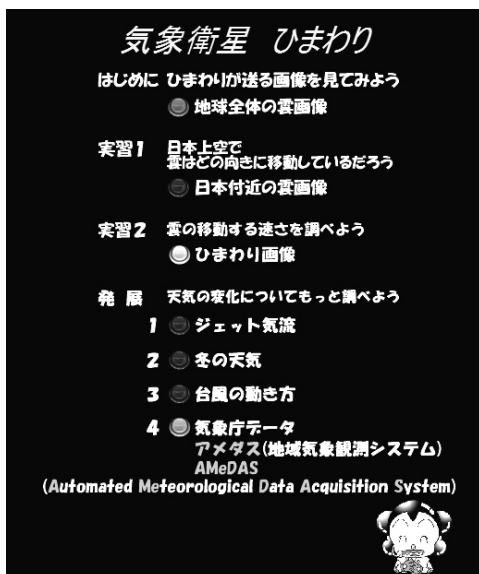 気象衛星 ひまわり
はじめに ひまわりが送る画像を見てみよう
地球全体の雲画像
実習1 日本上空で
雲はどの向きに移動しているだろう
日本付近の雲画像
実習2 雲の移動する速さを調べよう
ひまわり画像
発 展 天気の変化についてもっと調べよう
1 ジェット気流
2 冬の天気
3 台風の動き方
4 気象庁データ
アメダス(地域気象観測システム)
AMeDAS
(Automated Meteorological Data Acquisition System)